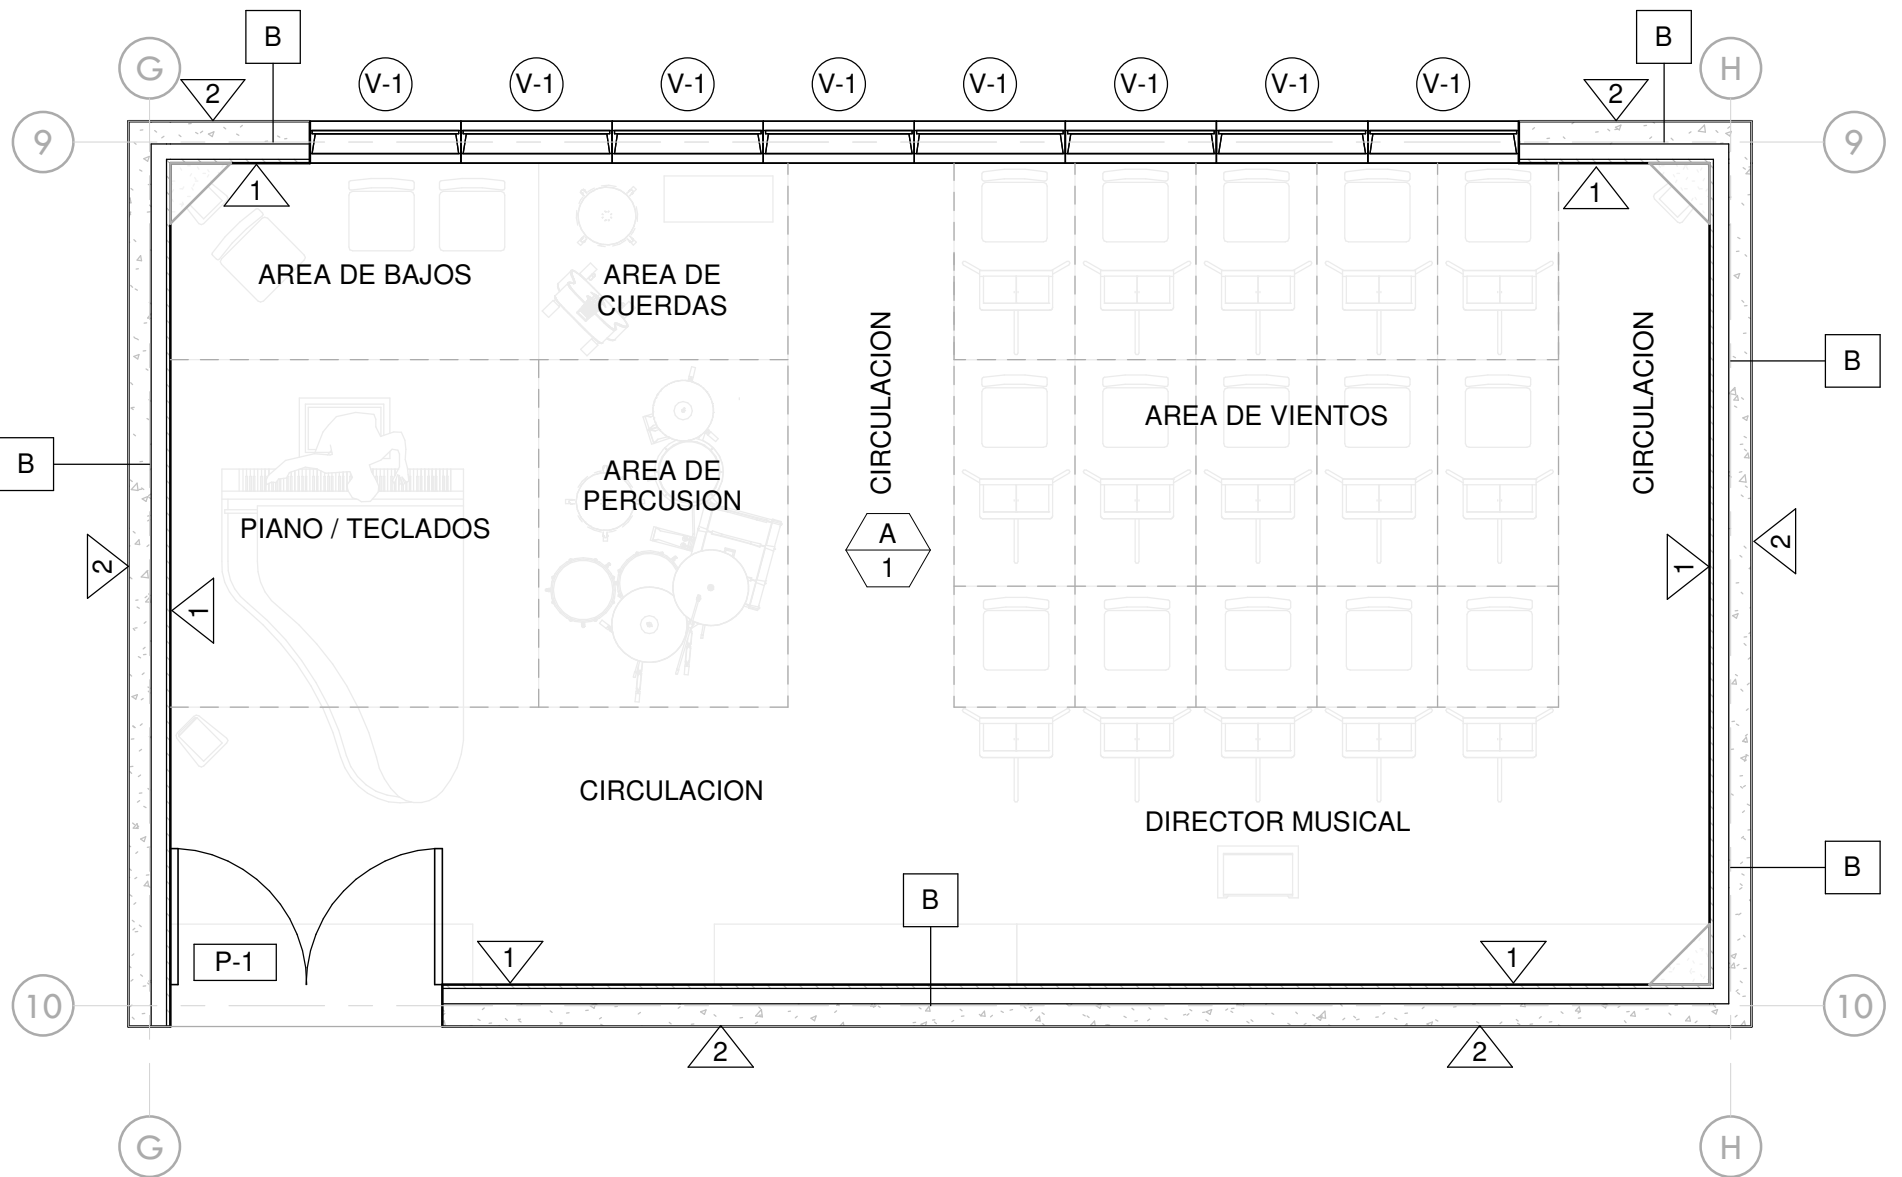 B
B
G
V-1
V-1
V-1
V-1
V-1
V-1
V-1
V-1
H
2
2
9
9
1
1
AREA DE BAJOS
AREA DE
CUERDAS
CIRCULACION
CIRCULACION
B
AREA DE VIENTOS
B
AREA DE
PERCUSION
PIANO / TECLADOS
A
1
2
2
1
1
CIRCULACION
DIRECTOR MUSICAL
B
B
P-1
1
1
10
10
2
2
G
H